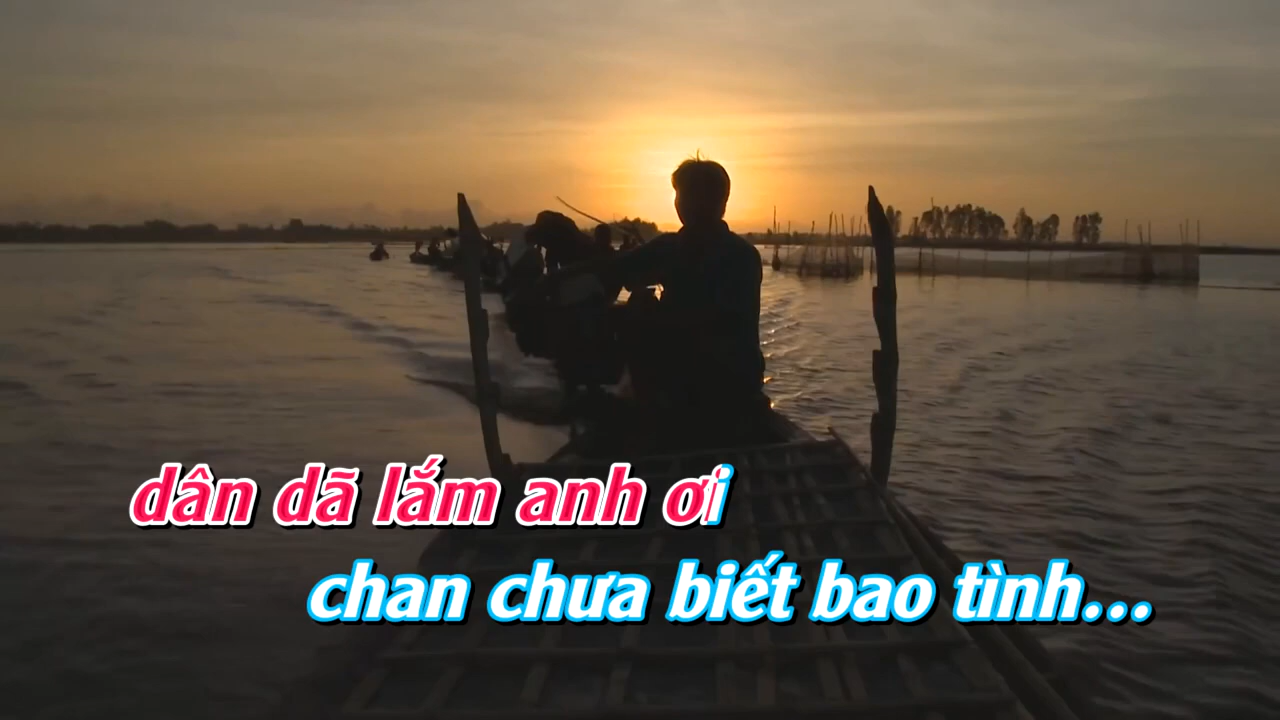 dân dã lắm anh ơi
chan chưa biết bao tình...